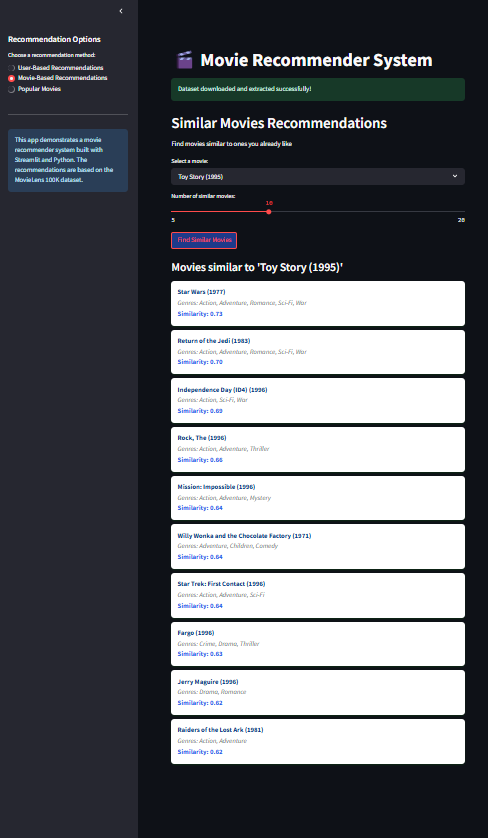 Recommendation Options
Choose a recommendation method:
User-Based Recommendations
Movie-Based Recommendations
Popular Movies
This app demonstrates a movie
recommender system built with
Streamlit and Python. The
recommendations are based on the
MovieLens 100K dataset.
Movie Recommender System
Dataset downloaded and extracted successfully!
Similar Movies Recommendations
Find movies similar to ones you already like
Select a movie:
Toy Story (1995)
Number of similar movies:
10
5
20
Find Similar Movies
Movies similar to 'Toy Story (1995)'
Star Wars (1977)
Genres: Action, Adventure, Romance, Sci-Fi, War
Similarity: 0.73
Return of the Jedi (1983)
Genres: Action, Adventure, Romance, Sci-Fi, War
Similarity: 0.70
Independence Day (ID4) (1996)
Genres: Action, Sci-Fi, War
Similarity: 0.69
Rock, The (1996)
Genres: Action, Adventure, Thriller
Similarity: 0.66
Mission: Impossible (1996)
Genres: Action, Adventure, Mystery
Similarity: 0.64
Willy Wonka and the Chocolate Factory (1971)
Genres: Adventure, Children, Comedy
Similarity: 0.64
Star Trek: First Contact (1996)
Genres: Action, Adventure, Sci-Fi
Similarity: 0.64
Fargo (1996)
Genres: Crime, Drama, Thriller
Similarity: 0.63
Jerry Maguire (1996)
Genres: Drama, Romance
Similarity: 0.62
Raiders of the Lost Ark (1981)
Genres: Action, Adventure
Similarity: 0.62